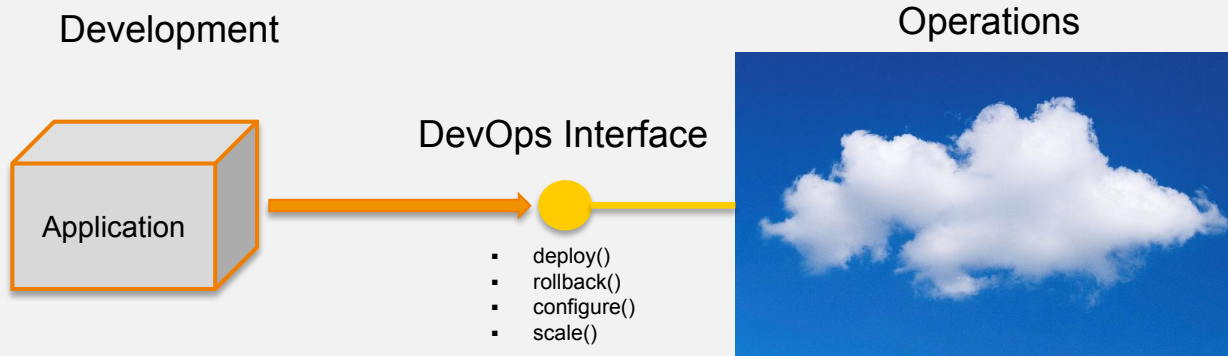 Development
Operations
DevOps Interface
Application
▪ deploy()
▪ rollback()
▪ configure()
▪ scale()